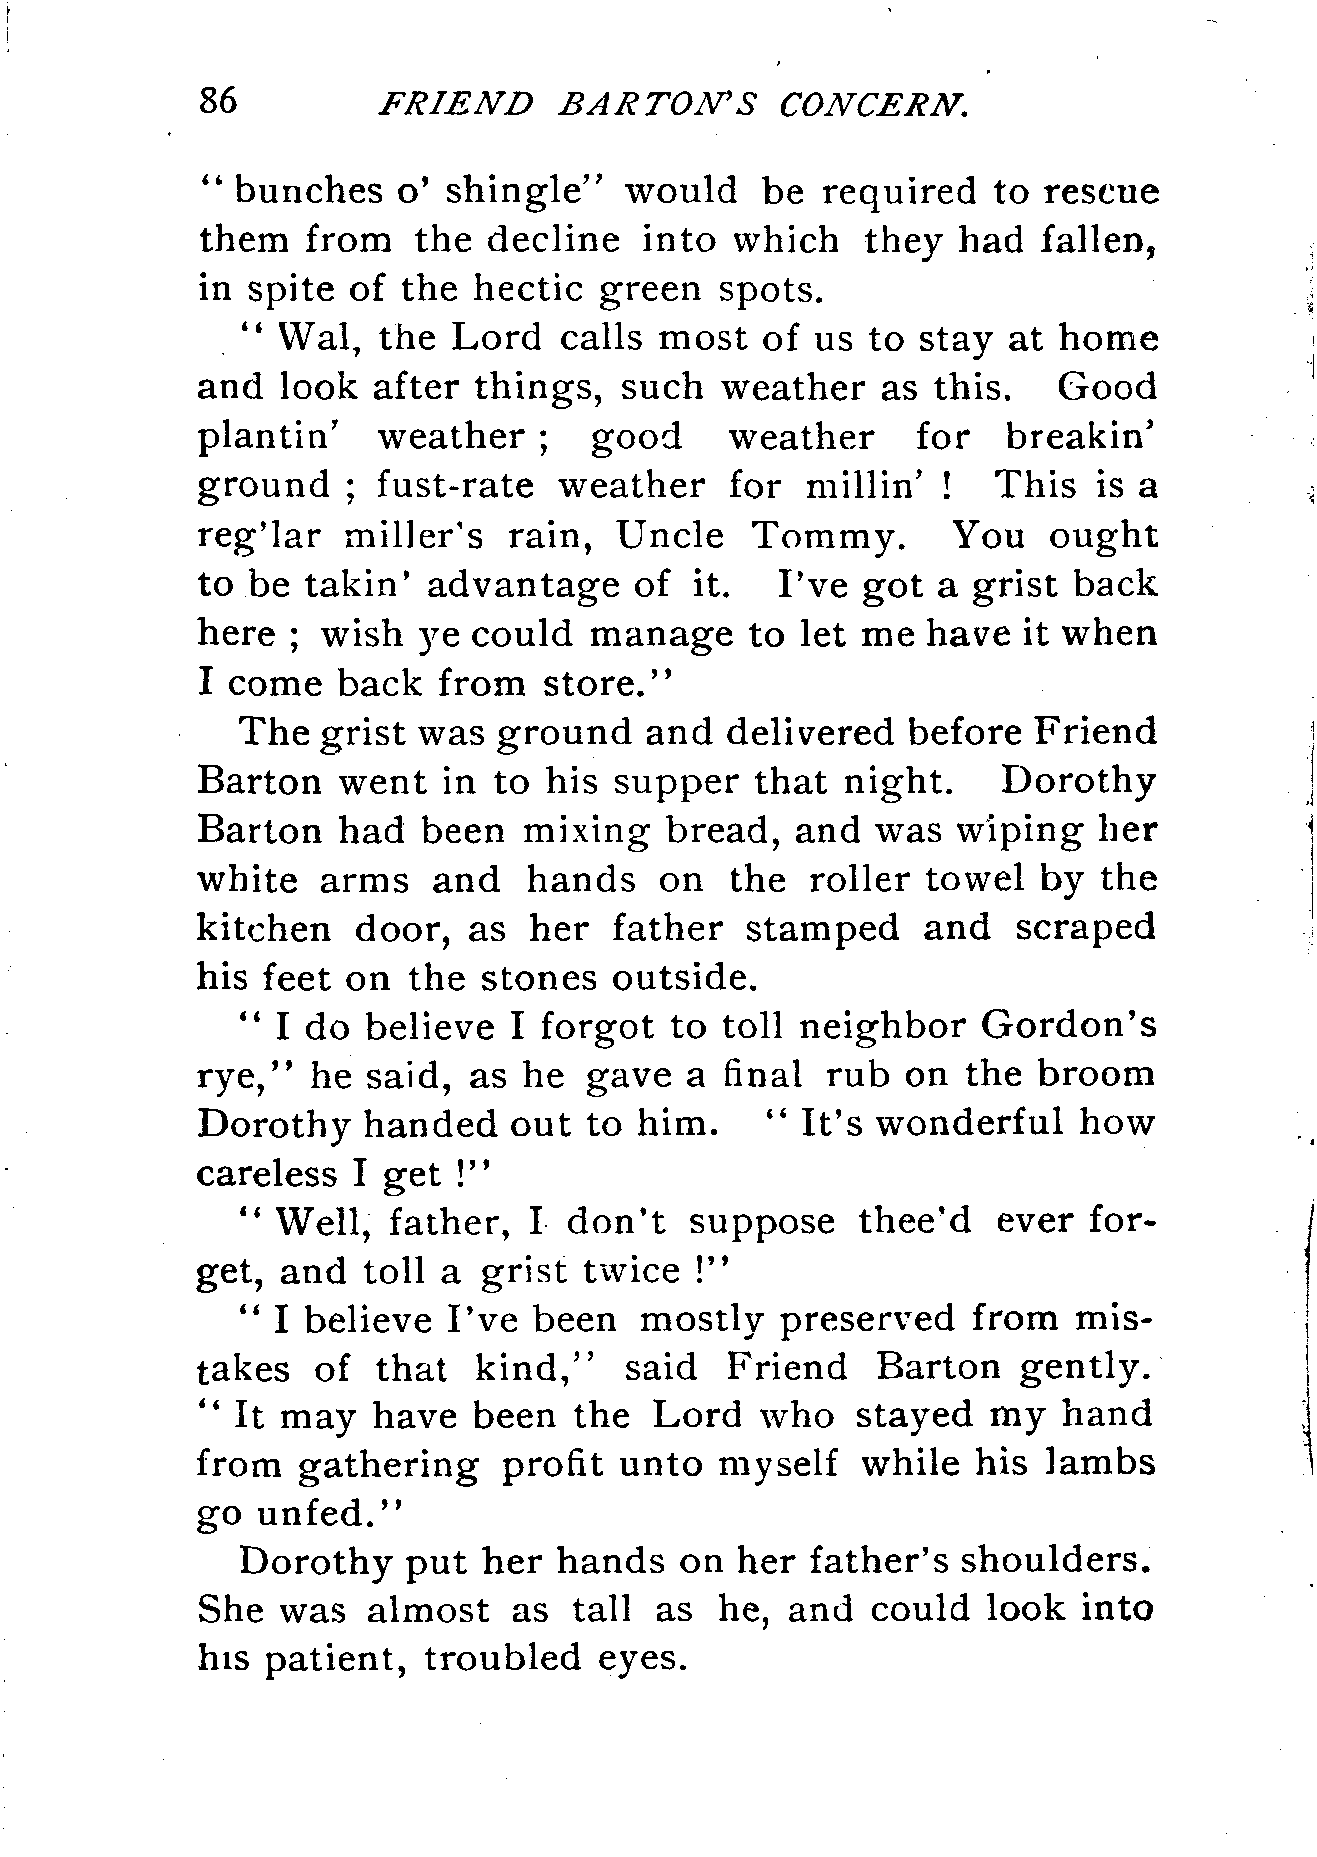 86 FRIEND BARTON'S CONCERN.
“ bunches o' shingle” would be required to rescue
them from the decline into which they had fallen,
in spite of the hectic green spots.
“ Wal, the Lord calls most of us to stay at home
and look after things, such weather as this. Good
plantin' weather ; good weather for breakin'
ground ; fust-rate weather for millin' ! This is a
reg'lar miller's rain, Uncle Tommy. You ought
to be takin' advantage of it. I've got a grist back
here ; wish ye could manage to let me have it when
I come back from store.”
The grist was ground and delivered before Friend
Barton went in to his supper that night. Dorothy
Barton had been mixing bread, and was wiping her
white arms and hands on the roller towel by the
kitchen door, as her father stamped and scraped
his feet on the stones outside.
“ I do believe I forgot to toll neighbor Gordon's
rye,” he said, as he gave a final rub on the broom
Dorothy handed out to him. “ It's wonderful how
careless I get !”
“ Well, father, I don't suppose thee'd ever for-
get, and toll a grist twice !”
“ I believe I've been mostly preserved from mis-
takes of that kind,” said Friend Barton gently.
“ It may have been the Lord who stayed my hand
from gathering profit unto myself while his lambs
go unfed.”
Dorothy put her hands on her father's shoulders.
She was almost as tall as he, and could look into
his patient, troubled eyes.